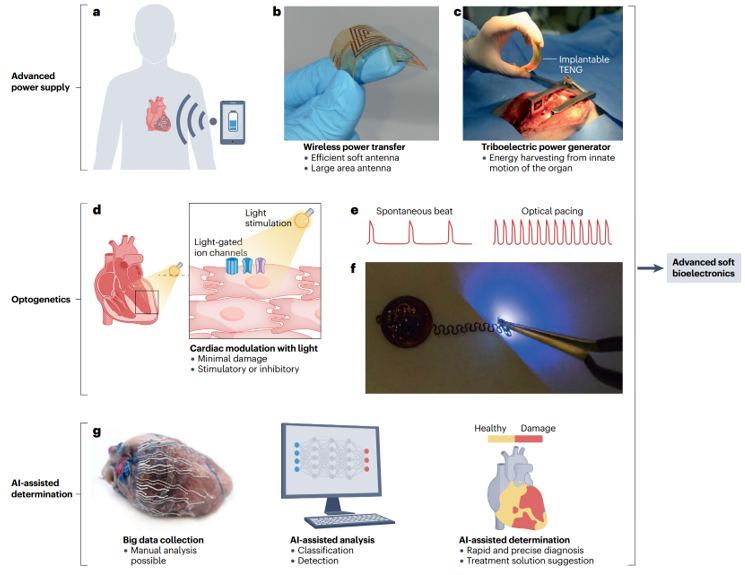 a
b
c
Advanced
power supply
Implantable
TENG
Wireless power transfer
• Efficient soft antenna
• Large area antenna
Triboelectric power generator
• Energy harvesting from innate
motion of the organ
d
Light
stimulation
Light-gated
ion channels
e
Spontaneous beat
Optical pacing
f
Optogenetics
Cardiac modulation with light
• Minimal damage
• Stimulatory or inhibitory
Advanced soft
bioelectronics
g
AI-assisted
determination
Healthy
Damage
Big data collection
• Manual analysis
possible
AI-assisted analysis
• Classification
• Detection
AI-assisted determination
• Rapid and precise diagnosis
• Treatment solution suggestion